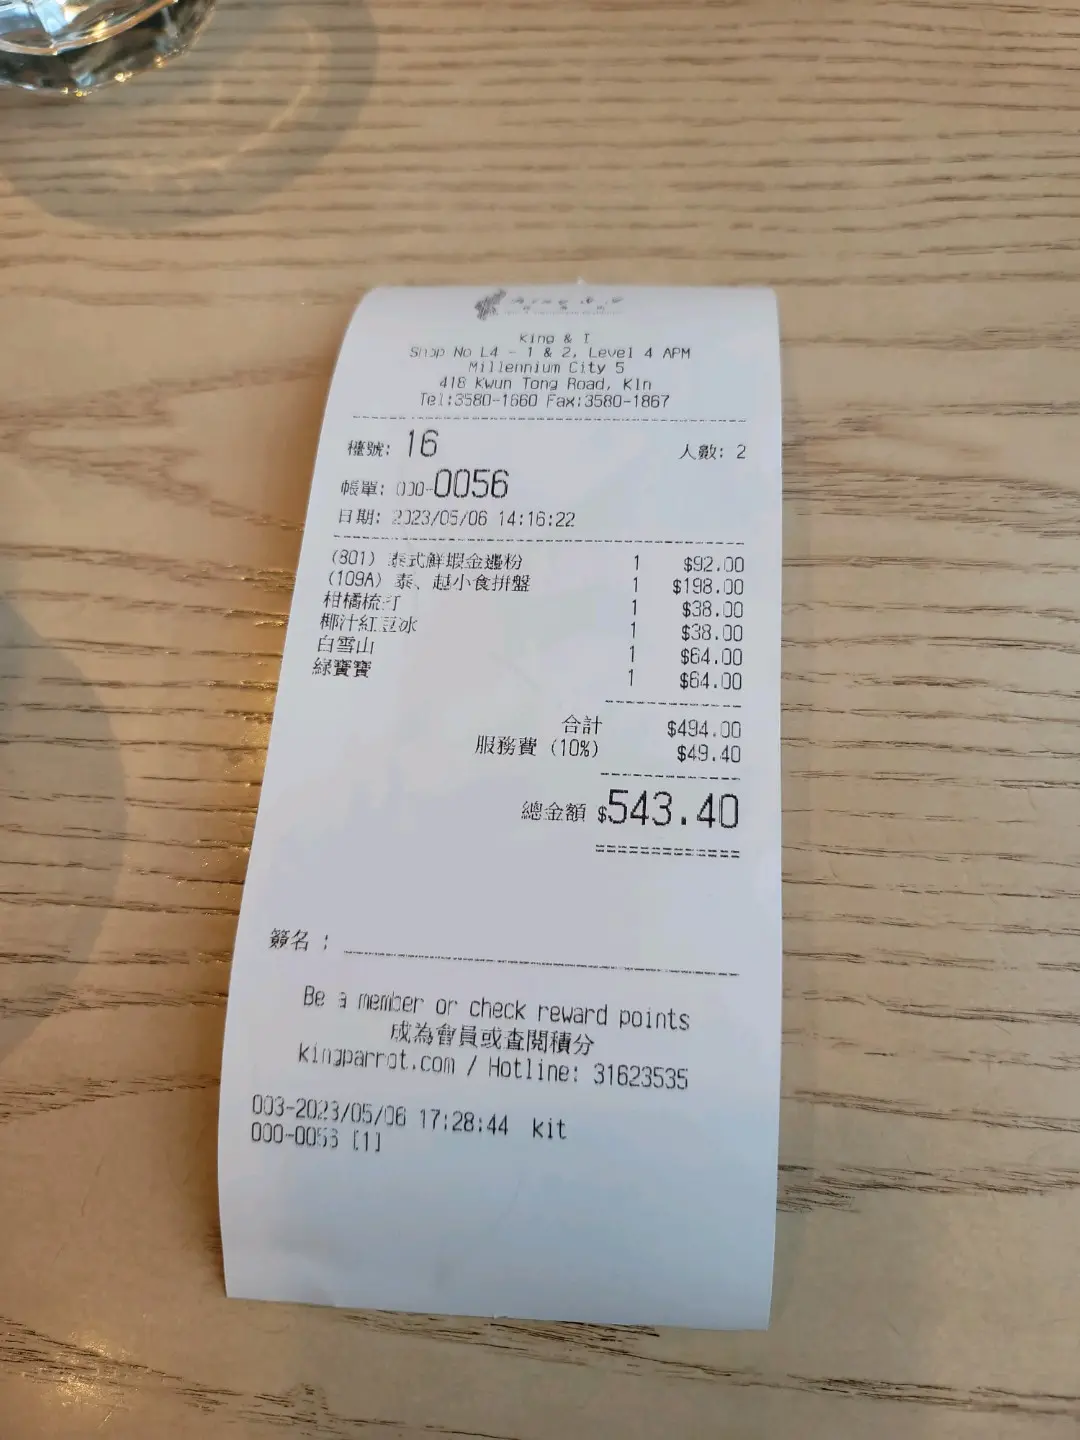 King & I
Shop No L4 - 1 & 2, Level 4 APM
Millennium City 5
418 Kwun Tong Road, Kln
Tel:3580-1660 Fax:3580-1867
檯號: 16 人數: 2
帳單: 000-0056
日期: 2023/05/06 14:16:22
(801) 泰式鮮蝦金邊粉 1 $92.00
(109A) 泰、越小食拼盤 1 $198.00
柑橘梳打 1 $38.00
椰汁紅豆冰 1 $38.00
白雪山 1 $64.00
綠寶寶 1 $64.00
合計 $494.00
服務費 (10%) $49.40
總金額 $543.40
簽名 :
Be a member or check reward points
成為會員或查閱積分
kingparrot.com / Hotline: 31623535
003-2023/05/06 17:28:44 kit
000-0056 [1]